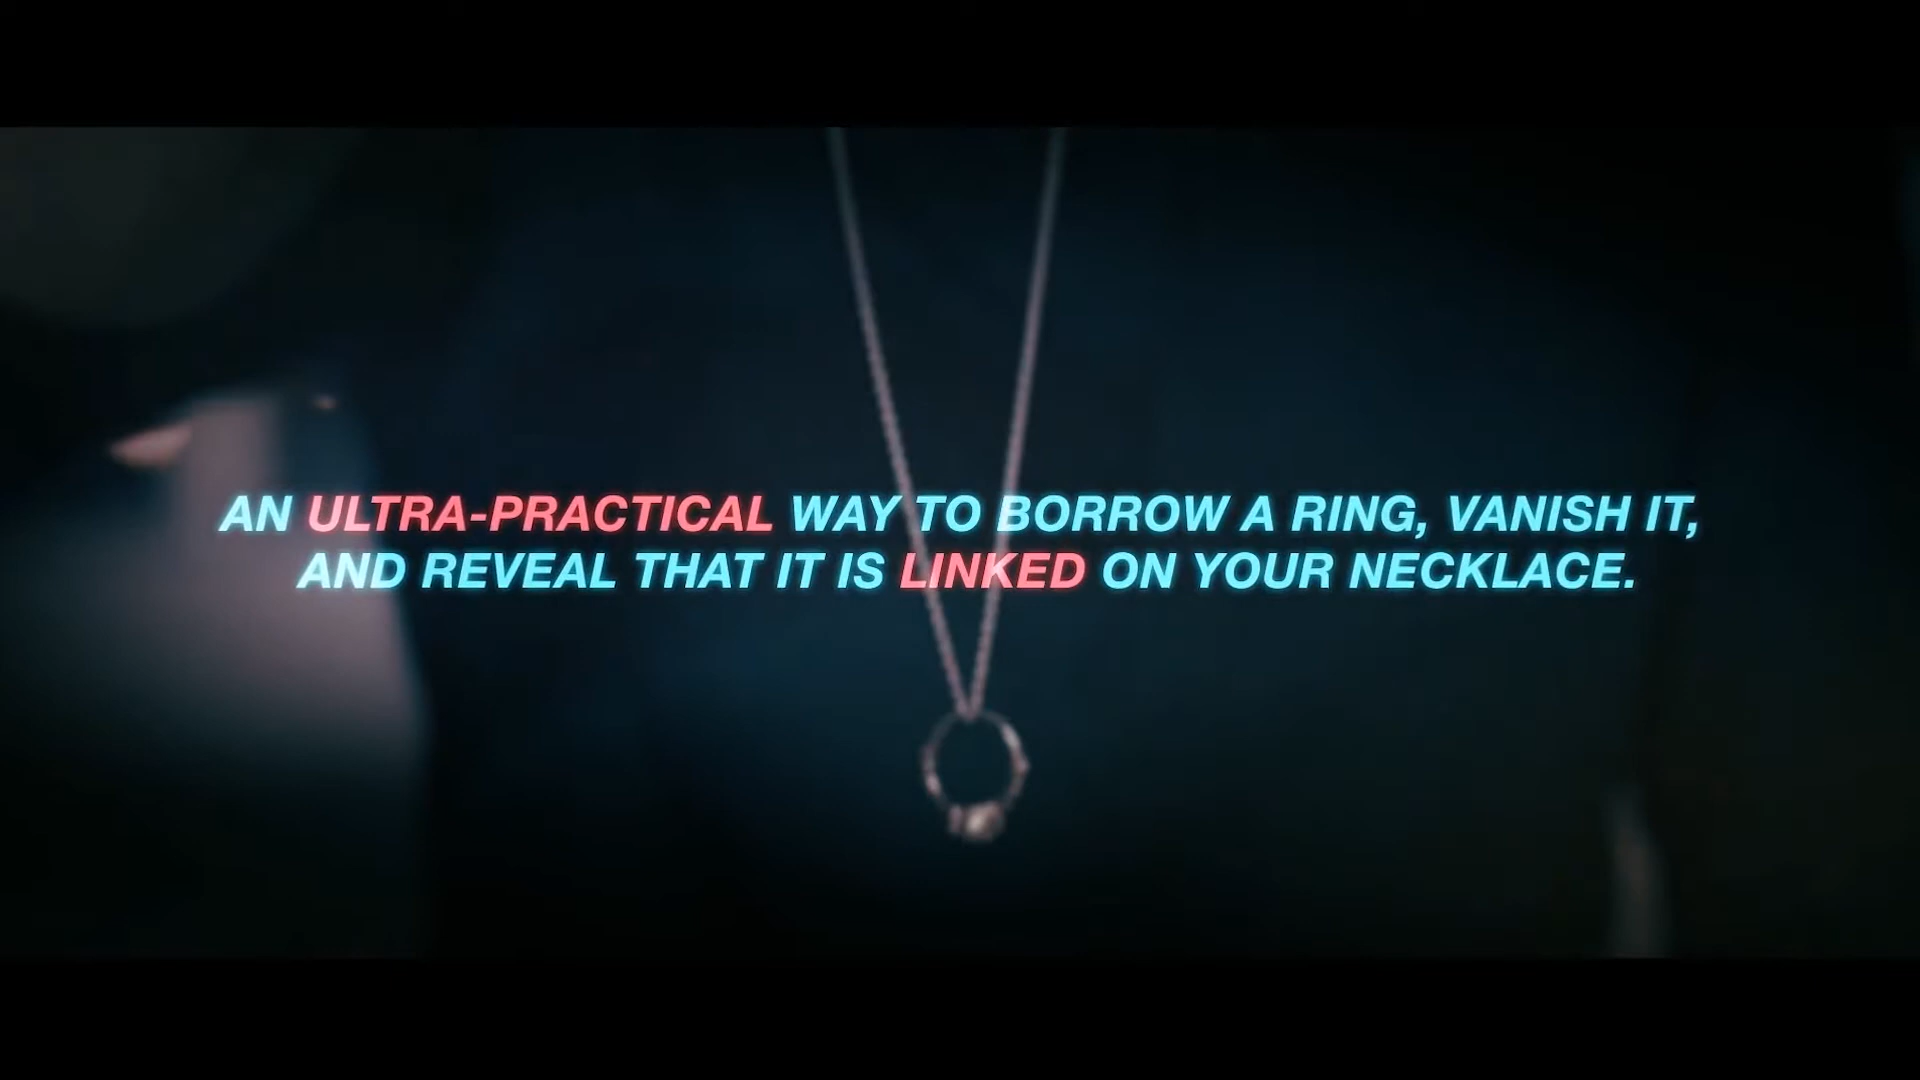 AN ULTRA-PRACTICAL WAY TO BORROW A RING, VANISH IT,
AND REVEAL THAT IT IS LINKED ON YOUR NECKLACE.